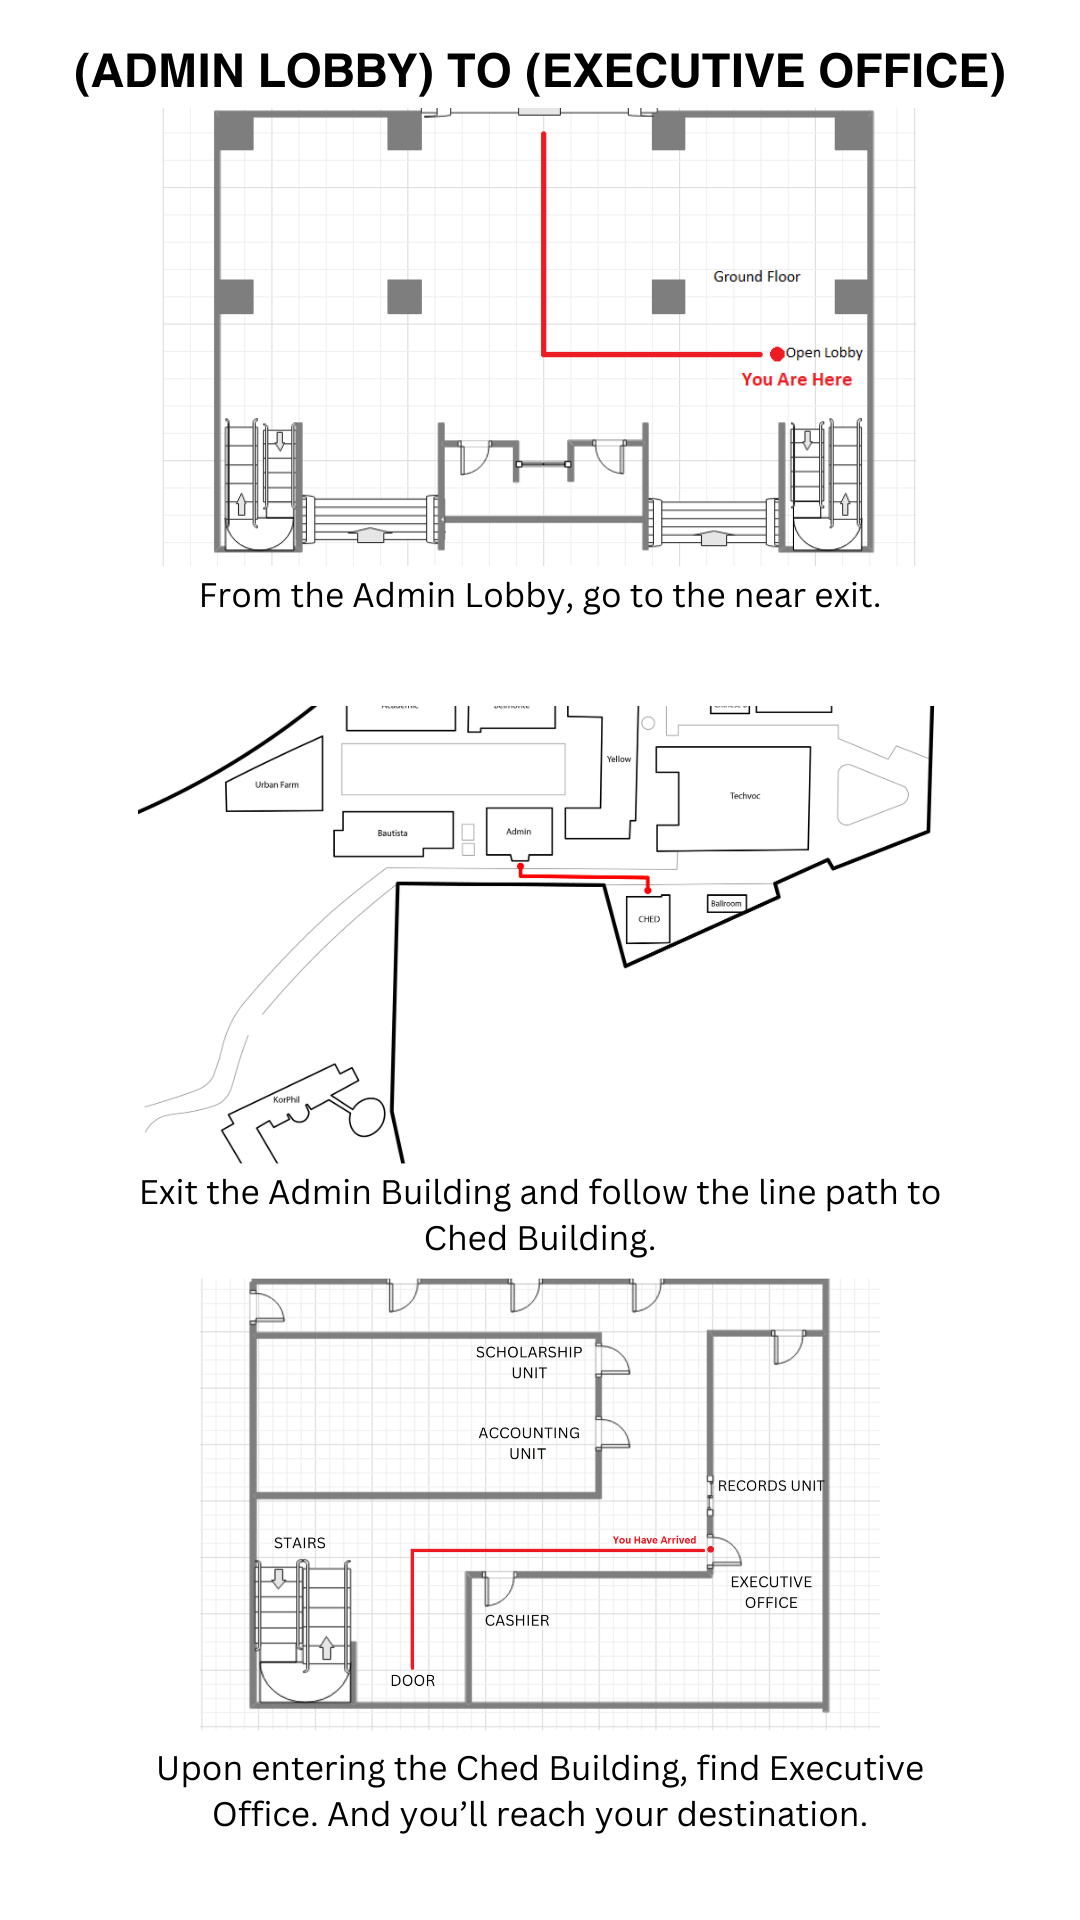 (ADMIN LOBBY) TO (EXECUTIVE OFFICE)
Ground Floor
Open Lobby
You Are Here
From the Admin Lobby, go to the near exit.
Urban Farm
Yellow
Techvoc
Bautista
Admin
CHED
Ballroom
KorPhil
Exit the Admin Building and follow the line path to
Ched Building.
SCHOLARSHIP
UNIT
ACCOUNTING
UNIT
RECORDS UNIT
STAIRS
You Have Arrived
EXECUTIVE
OFFICE
CASHIER
DOOR
Upon entering the Ched Building, find Executive
Office. And you’ll reach your destination.